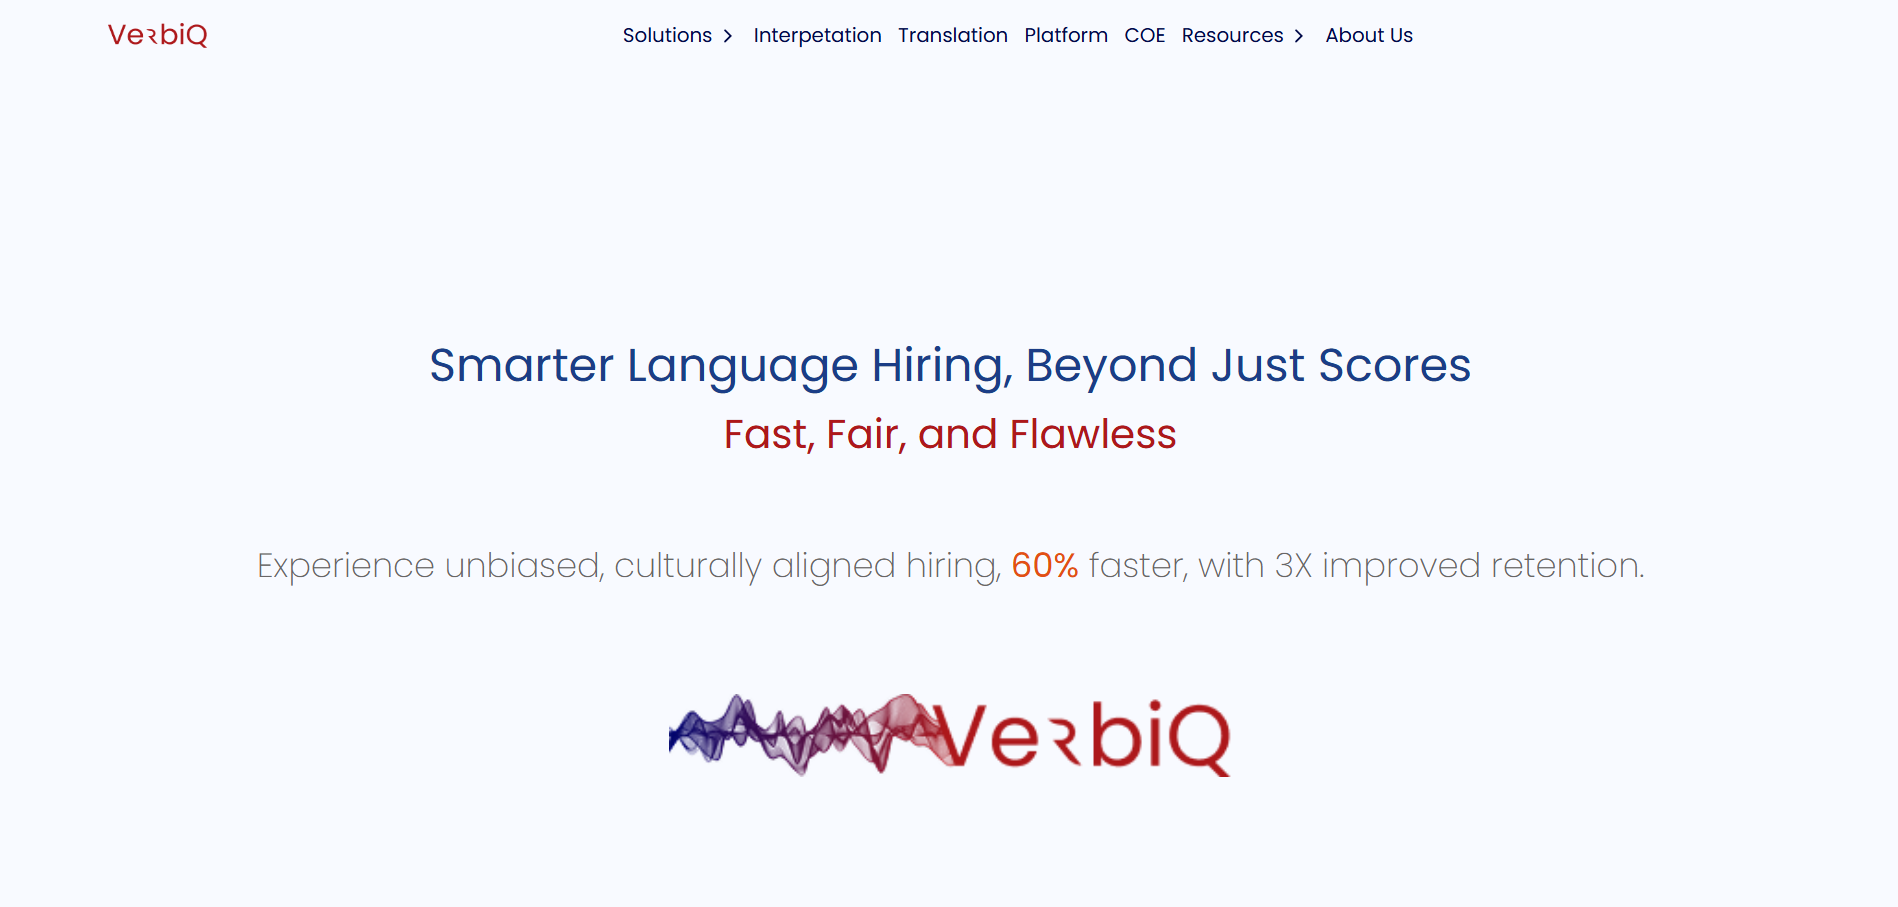 VerbiQ
Solutions Interpetation Translation Platform COE Resources About Us
Smarter Language Hiring, Beyond Just Scores
Fast, Fair, and Flawless
Experience unbiased, culturally aligned hiring, 60% faster, with 3X improved retention.
VerbiQ